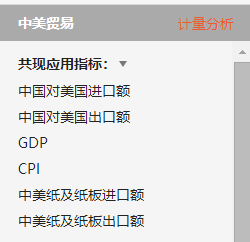 中美贸易 计量分析
共现应用指标：
中国对美国进口额
中国对美国出口额
GDP
CPI
中美纸及纸板进口额
中美纸及纸板出口额